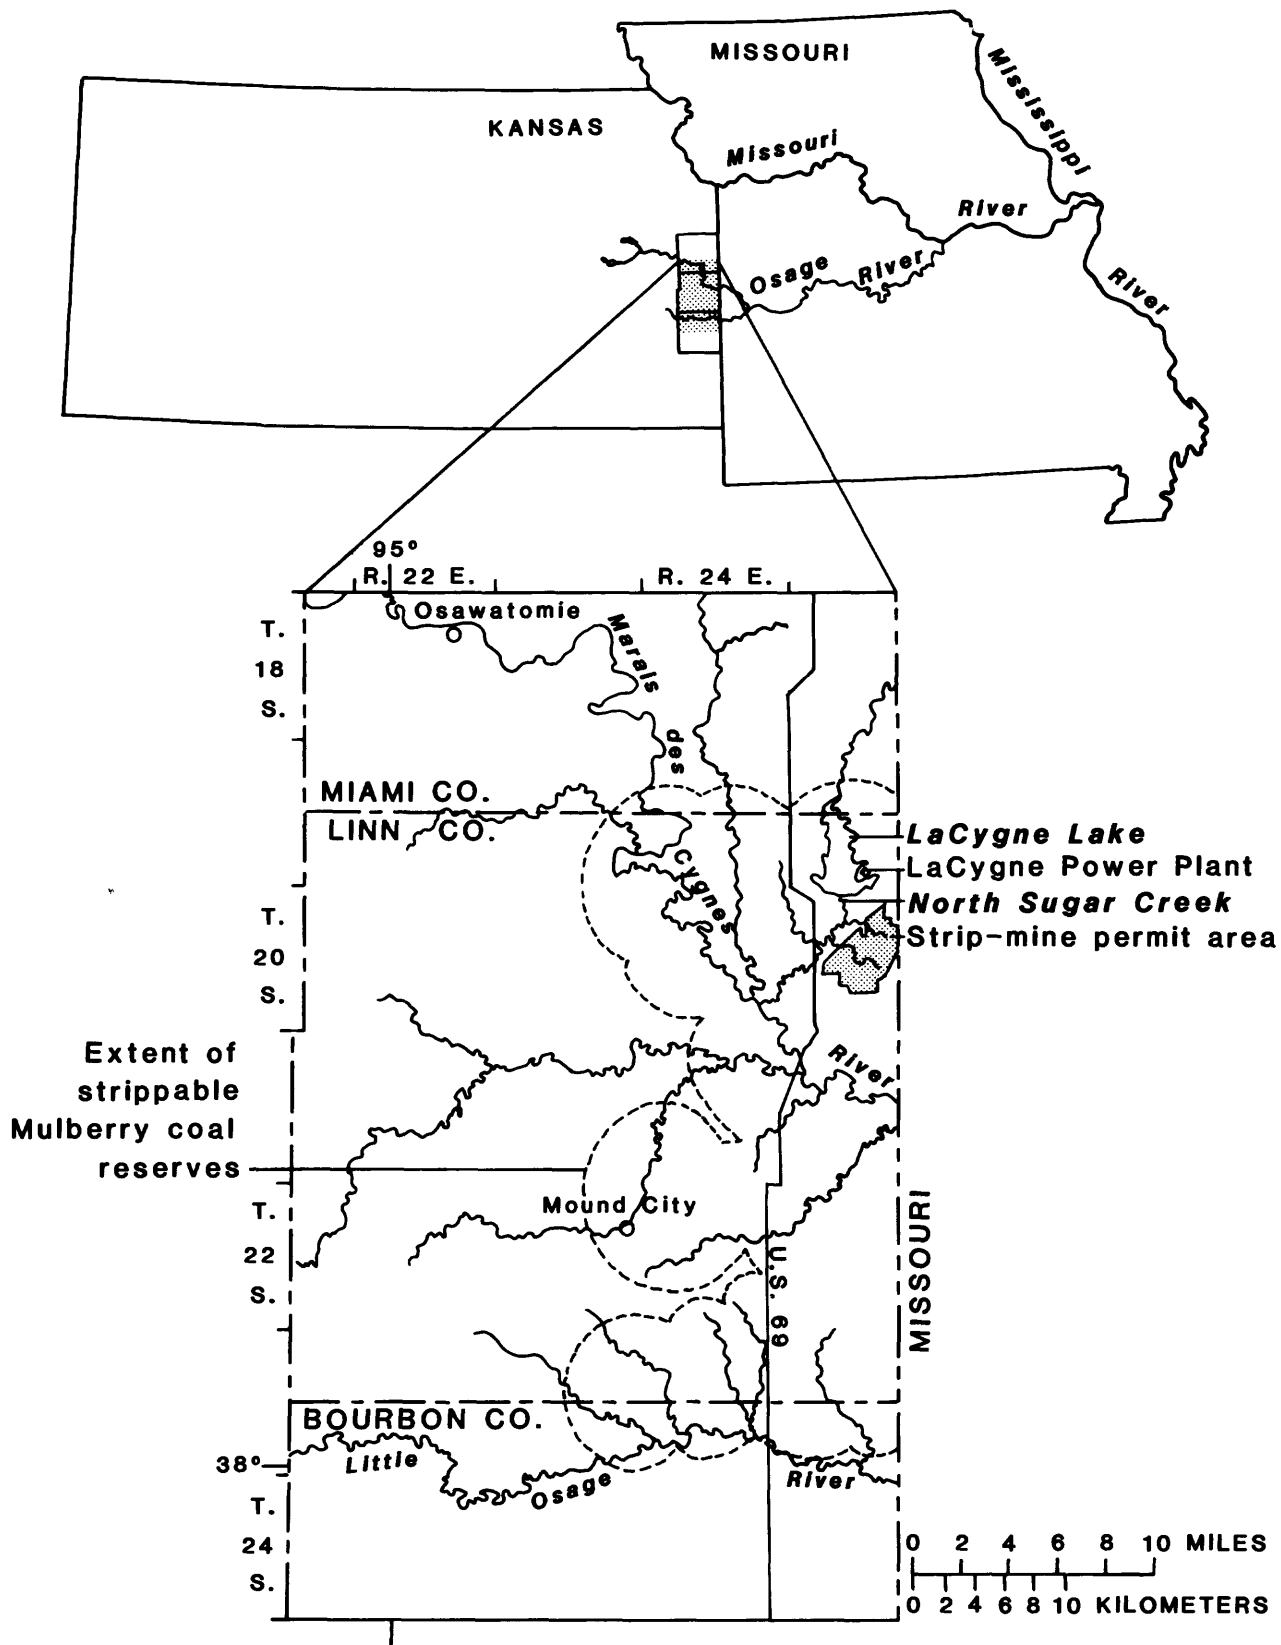 MISSOURI
Mississippi
KANSAS
Missouri
River
Osage
River
River
95°
R. 22 E.
R. 24 E.
Osawatomie
T.
18
S.
Marais
des
MIAMI CO.
LINN CO.
LaCygne Lake
LaCygne Power Plant
Cygnes
North Sugar Creek
Strip-mine permit area
T.
20
S.
Extent of
strippable
Mulberry coal
reserves
River
Mound City
T.
22
S.
MISSOURI
U.S. 69
BOURBON CO.
38°
Little
Osage
River
T.
24
S.
0 2 4 6 8 10 MILES
0 2 4 6 8 10 KILOMETERS